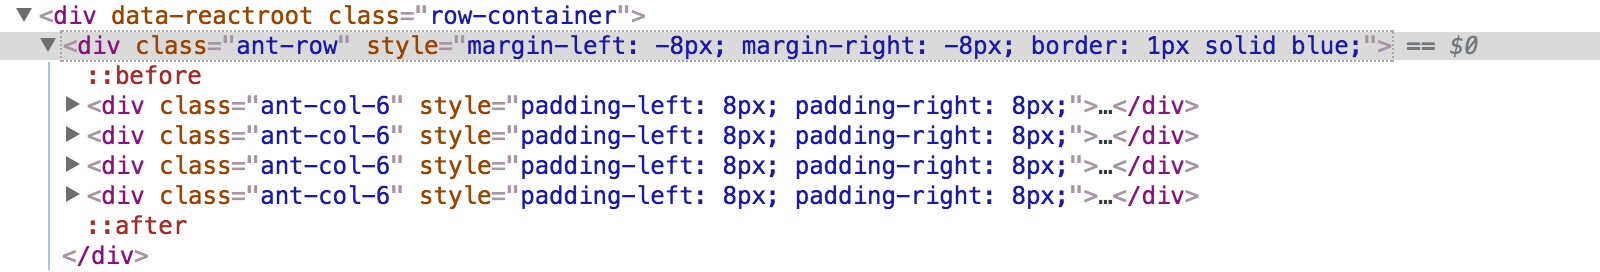 ▼<div data-reactroot class="row-container">
▼<div class="ant-row" style="margin-left: -8px; margin-right: -8px; border: 1px solid blue;"> == $0
::before
▶<div class="ant-col-6" style="padding-left: 8px; padding-right: 8px;">…</div>
▶<div class="ant-col-6" style="padding-left: 8px; padding-right: 8px;">…</div>
▶<div class="ant-col-6" style="padding-left: 8px; padding-right: 8px;">…</div>
▶<div class="ant-col-6" style="padding-left: 8px; padding-right: 8px;">…</div>
::after
</div>